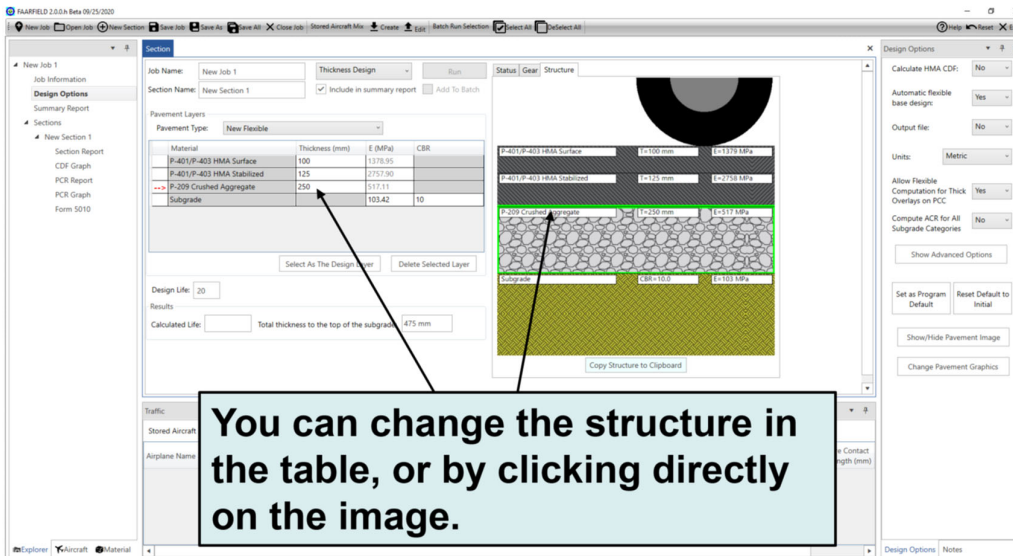 FAARFIELD 2.0.0.h Beta 09/25/2020
New Job Open Job New Section Save Job Save As Save All Close Job Stored Aircraft Mix Create Edit Batch Run Selection Select All DeSelect All Help Reset
New Job 1
Job Information
Design Options
Summary Report
Sections
New Section 1
Section Report
CDF Graph
PCR Report
PCR Graph
Form 5010
Explorer Aircraft Material
Section
Job Name: New Job 1 Thickness Design Run
Section Name: New Section 1 Include in summary report Add To Batch
Pavement Layers
Pavement Type: New Flexible
Material Thickness (mm) E (MPa) CBR
P-401/P-403 HMA Surface 100 1378.95
P-401/P-403 HMA Stabilized 125 2757.90
--> P-209 Crushed Aggregate 250 517.11
Subgrade 103.42 10
Select As The Design Layer Delete Selected Layer
Design Life: 20
Results
Calculated Life: Total thickness to the top of the subgrade: 475 mm
Status Gear Structure
P-401/P-403 HMA Surface T=100 mm E=1379 MPa
P-401/P-403 HMA Stabilized T=125 mm E=2758 MPa
P-209 Crushed Aggregate T=250 mm E=517 MPa
Subgrade CBR=10.0 E=103 MPa
Copy Structure to Clipboard
Traffic
Stored Aircraft
Airplane Name
Contact
(mm)
You can change the structure in
the table, or by clicking directly
on the image.
Design Options
Calculate HMA CDF: No
Automatic flexible
base design: Yes
Output file: No
Units: Metric
Allow Flexible
Computation for Thick
Overlays on PCC Yes
Compute ACR for All
Subgrade Categories No
Show Advanced Options
Set as Program
Default
Reset Default to
Initial
Show/Hide Pavement Image
Change Pavement Graphics
Design Options Notes